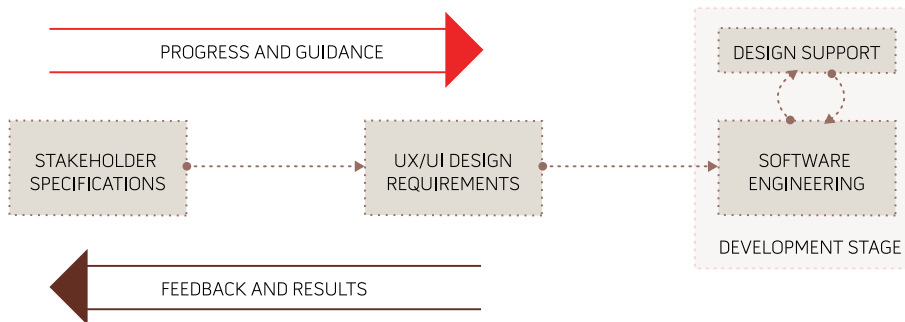 PROGRESS AND GUIDANCE
DESIGN SUPPORT
STAKEHOLDER
SPECIFICATIONS
UX/UI DESIGN
REQUIREMENTS
SOFTWARE
ENGINEERING
DEVELOPMENT STAGE
FEEDBACK AND RESULTS